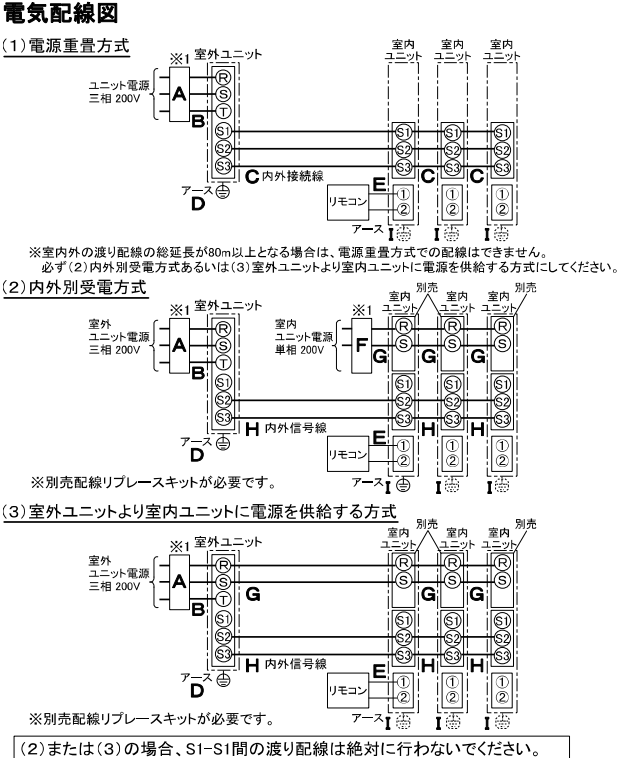 電気配線図
(1)電源重畳方式
※1 室外ユニット
室内ユニット 室内ユニット 室内ユニット
ユニット電源
三相 200V
A
B
R
S
T
S1 S1 S1 S1
S2 S2 S2 S2
S3 S3 S3 S3
C 内外接続線 E C C
アース
D
リモコン
① ① ①
② ② ②
アース I I I
※室内外の渡り配線の総延長が80m以上となる場合は、電源重畳方式での配線はできません。
必ず(2)内外別受電方式あるいは(3)室外ユニットより室内ユニットに電源を供給する方式にしてください。
(2)内外別受電方式
※1 室外ユニット ※1
室内ユニット 別売 室内ユニット 室内ユニット 別売
室外
ユニット電源
三相 200V
A
B
室内
ユニット電源
単相 200V
F
G G G
R R R R
S S S S
T
S1 S1 S1 S1
S2 S2 S2 S2
S3 S3 S3 S3
H 内外信号線 E H H
アース
D
リモコン
① ① ①
② ② ②
アース I I I
※別売配線リプレースキットが必要です。
(3)室外ユニットより室内ユニットに電源を供給する方式
※1 室外ユニット
室内ユニット 別売 室内ユニット 室内ユニット 別売
室外
ユニット電源
三相 200V
A
B
R R R R
S S S S
G G G
T
S1 S1 S1 S1
S2 S2 S2 S2
S3 S3 S3 S3
H 内外信号線 E H H
アース
D
リモコン
① ① ①
② ② ②
アース I I I
※別売配線リプレースキットが必要です。
(2)または(3)の場合、S1-S1間の渡り配線は絶対に行わないでください。